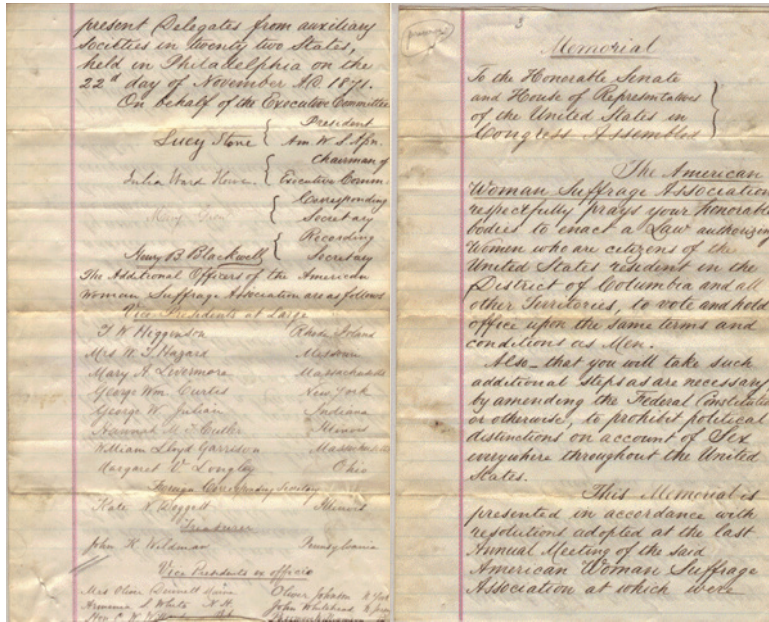 present Delegates from auxiliary
Societies in twenty two States,
held in Philadelphia on the
22d day of November A.D. 1871.
On behalf of the Executive Committee
Lucy Stone { President Am. W. S. Assn.
Julia Ward Howe. { Chairman of Executive Comm.
Mary Grew { Corresponding Secretary
Henry B. Blackwell { Recording Secretary
The Additional Officers of the American
Woman Suffrage Association are as follows
Vice Presidents at Large
T W Higginson Rhode Island
Mrs W. T. Hazard Missouri
Mary A Livermore Massachusetts
George Wm. Curtis New York
George W Julian Indiana
Hannah M T Cutler Illinois
William Lloyd Garrison Massachusetts
Margaret V Longley Ohio
Foreign Corresponding Secretary
Kate N Doggett Illinois
Treasurer
John K Wildman Pennsylvania
Vice Presidents ex officio
Mrs Oliver Dennett Maine Oliver Johnson N York
Armenia S White N.H. John Whitehead
3
Memorial
To the Honorable Senate
and House of Representatives
of the United States in
Congress Assembled }
The American
Woman Suffrage Association
respectfully prays your honorable
bodies to enact a Law authorizing
Women who are citizens of the
United States resident in the
District of Columbia and all
other Territories, to vote and hold
office upon the same terms and
conditions as Men.
Also— that you will take such
additional steps as are necessary
by amending the Federal Constitution
or otherwise, to prohibit political
distinctions on account of Sex
everywhere throughout the United
States.
This Memorial is
presented in accordance with
resolutions adopted at the last
Annual Meeting of the said
American Woman Suffrage
Association at which were